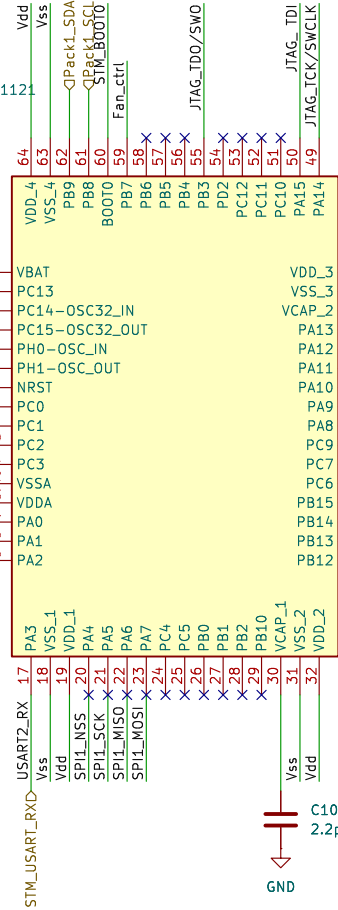 Vdd
Vss
IPack1_SDA
IPack1_SCL
STM_BOOT0
Fan_ctrl
JTAG_TDO/SWO
JTAG_TDI
JTAG_TCK/SWCLK
1121
64
63
62
61
60
59
58
57
56
55
54
53
52
51
50
49
VDD_4
VSS_4
PB9
PB8
BOOT0
PB7
PB6
PB5
PB4
PB3
PD2
PC12
PC11
PC10
PA15
PA14
VBAT
PC13
PC14-OSC32_IN
PC15-OSC32_OUT
PH0-OSC_IN
PH1-OSC_OUT
NRST
PC0
PC1
PC2
PC3
VSSA
VDDA
PA0
PA1
PA2
VDD_3
VSS_3
VCAP_2
PA13
PA12
PA11
PA10
PA9
PA8
PC9
PC7
PC6
PB15
PB14
PB13
PB12
PA3
VSS_1
VDD_1
PA4
PA5
PA6
PA7
PC4
PC5
PB0
PB1
PB2
PB10
VCAP_1
VSS_2
VDD_2
17
18
19
20
21
22
23
24
25
26
27
28
29
30
31
32
USART2_RX
Vss
Vdd
SPI1_NSS
SPI1_SCK
SPI1_MISO
SPI1_MOSI
Vss
Vdd
STM_USART_RXD
C10
2.2p
GND